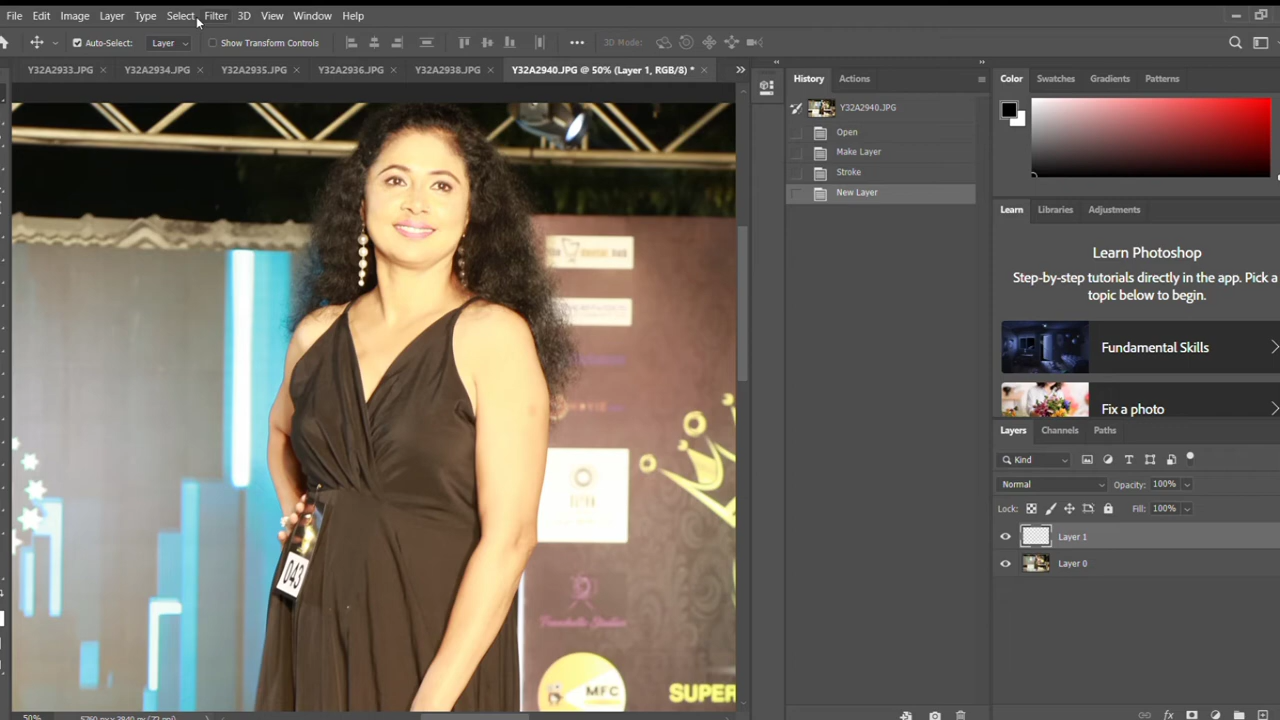 File Edit Image Layer Type Select Filter 3D View Window Help
Auto-Select: Layer Show Transform Controls 3D Mode:
Y32A2933.JPG Y32A2934.JPG Y32A2935.JPG Y32A2936.JPG Y32A2938.JPG Y32A2940.JPG @ 50% (Layer 1, RGB/8) *
History Actions
Y32A2940.JPG
Open
Make Layer
Stroke
New Layer
Color Swatches Gradients Patterns
Learn Libraries Adjustments
Learn Photoshop
Step-by-step tutorials directly in the app. Pick a
topic below to begin.
Fundamental Skills
Fix a photo
Layers Channels Paths
Kind
Normal Opacity: 100%
Lock: Fill: 100%
Layer 1
Layer 0
043
MFC
SUPER
50%